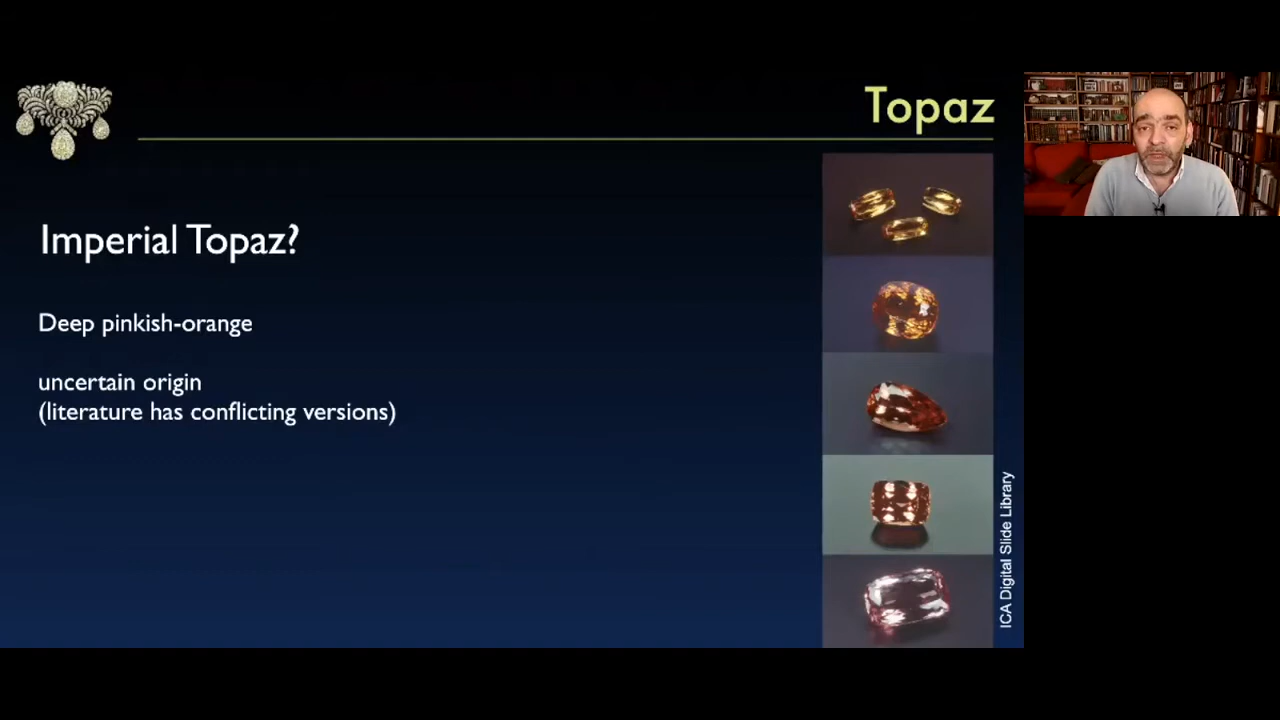 Topaz
Imperial Topaz?
Deep pinkish-orange
uncertain origin
(literature has conflicting versions)
ICA Digital Slide Library